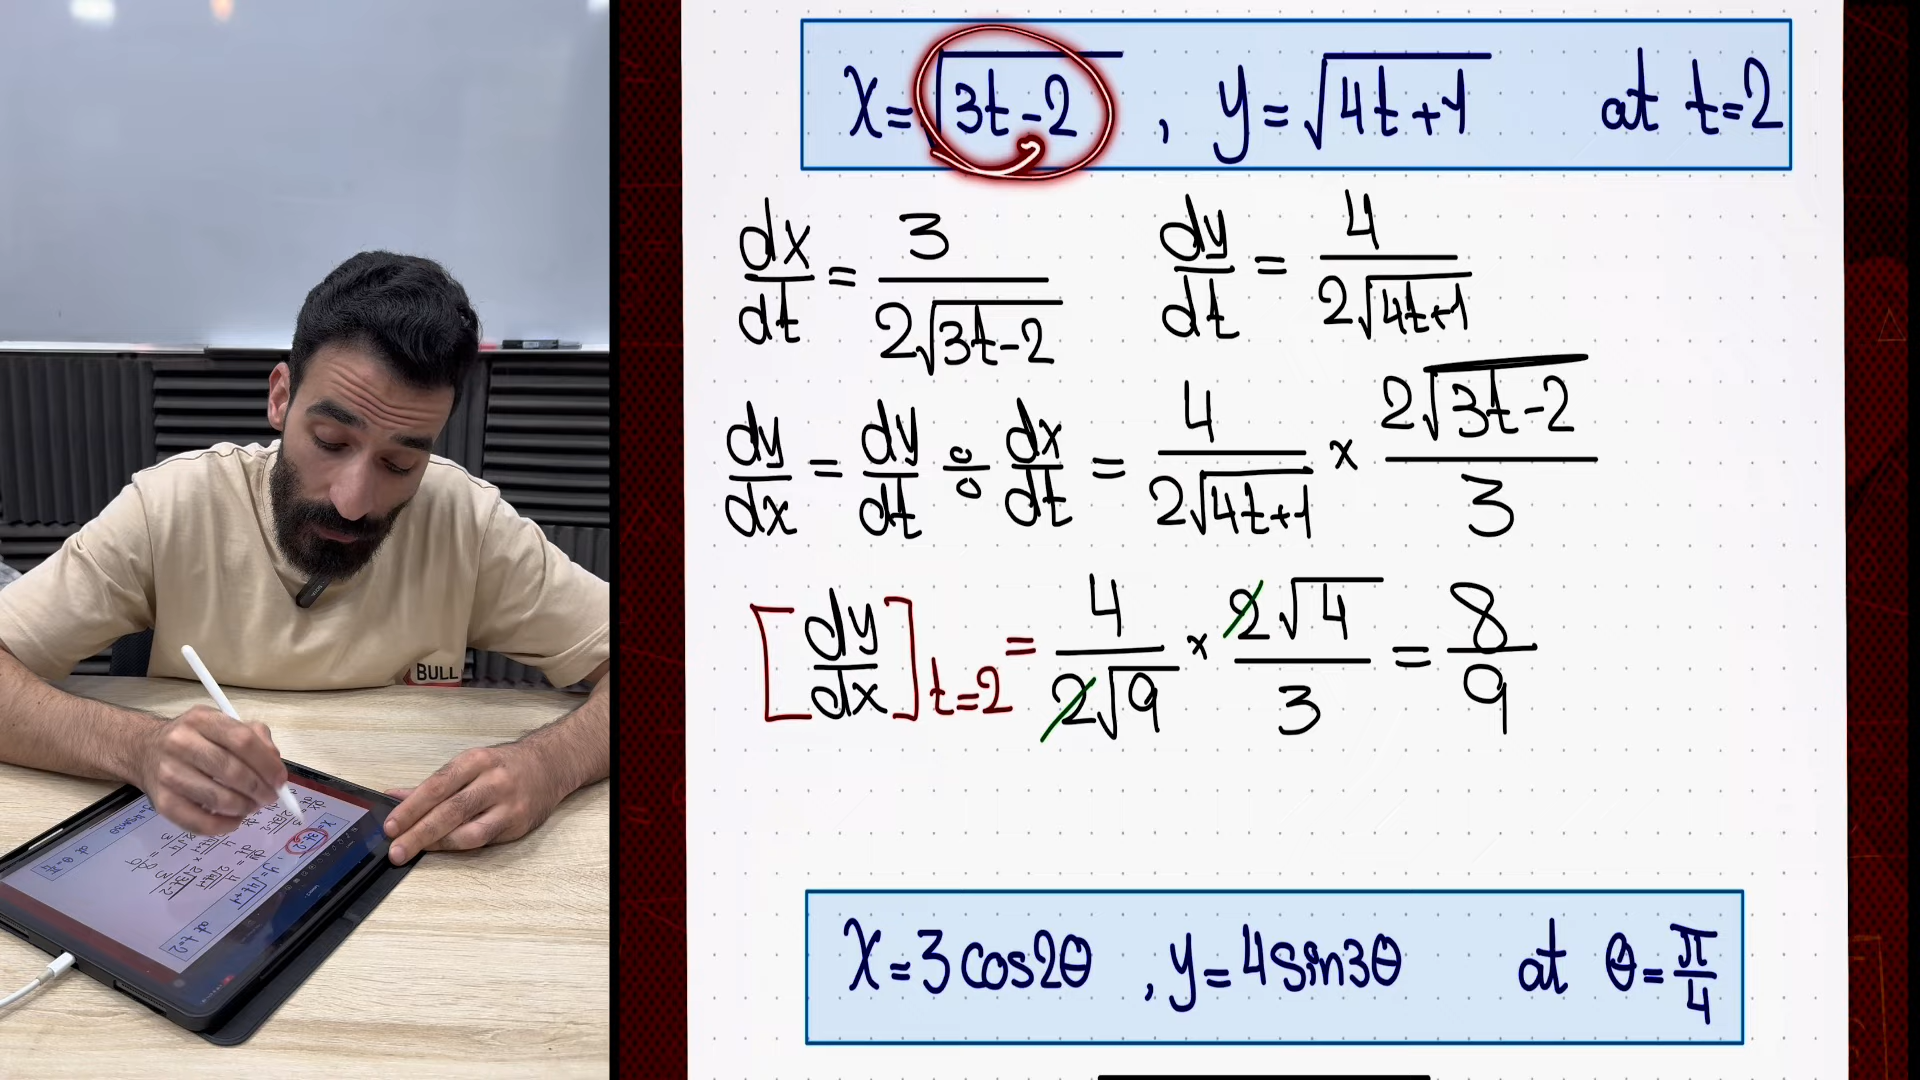 x=√3t-2 , y=√4t+1 at t=2
dx/dt = 3/2√3t-2 dy/dt = 4/2√4t+1
dy/dx = dy/dt ÷ dx/dt = 4/2√4t+1 × 2√3t-2/3
[dy/dx]t=2 = 4/2√9 × 2√4/3 = 8/9
BULL
x=3cos2θ , y=4sin3θ at θ=π/4